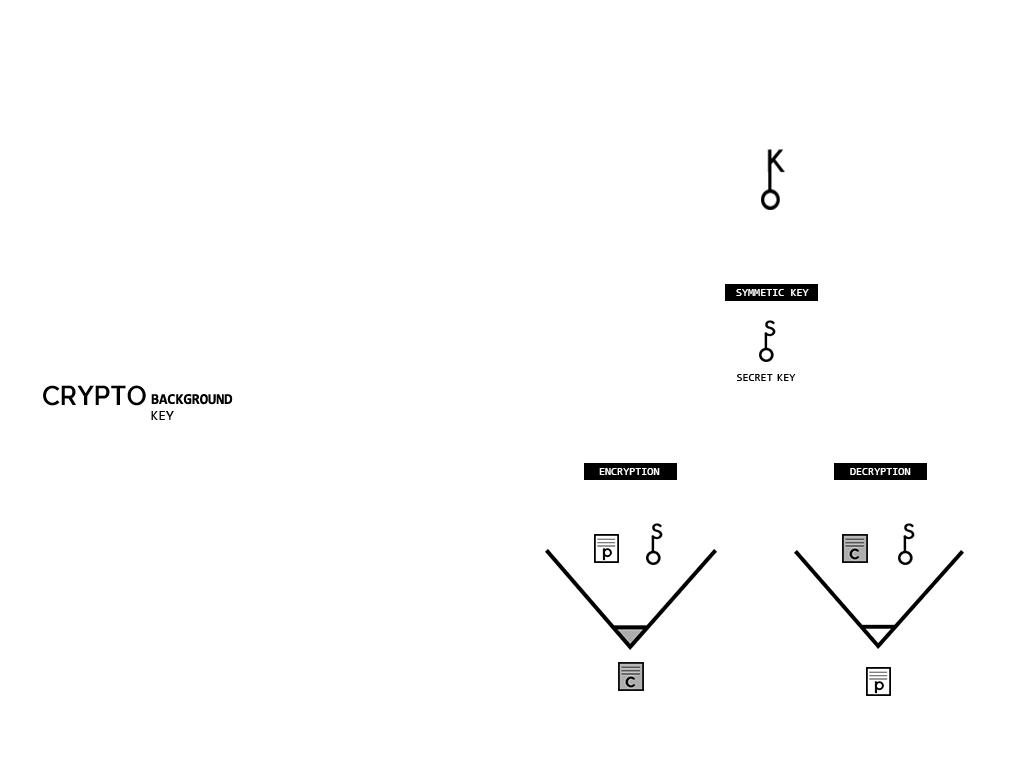 K
SYMMETIC KEY
S
SECRET KEY
CRYPTO BACKGROUND
KEY
ENCRYPTION
DECRYPTION
p S
c S
c
p